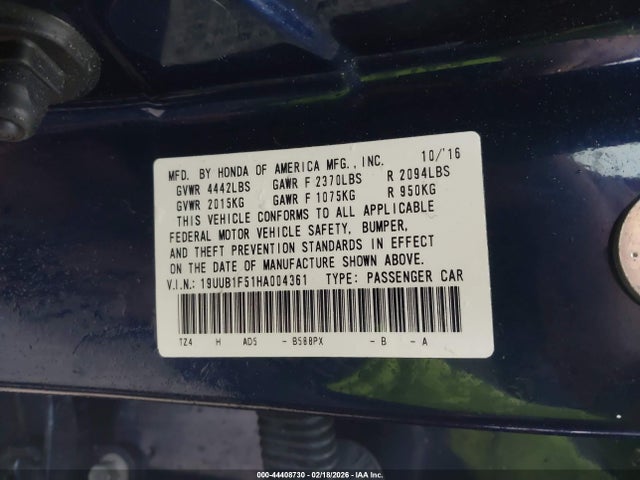 MFD. BY HONDA OF AMERICA MFG., INC. 10/'16
GVWR 4442LBS GAWR F 2370LBS R 2094LBS
GVWR 2015KG GAWR F 1075KG R 950KG
THIS VEHICLE CONFORMS TO ALL APPLICABLE
FEDERAL MOTOR VEHICLE SAFETY, BUMPER,
AND THEFT PREVENTION STANDARDS IN EFFECT
ON THE DATE OF MANUFACTURE SHOWN ABOVE.
V.I.N.: 19UUB1F51HA004361 TYPE: PASSENGER CAR
TZ4 H AD5 - B588PX - B - A
000-44408730 - 02/18/2026 - IAA Inc.